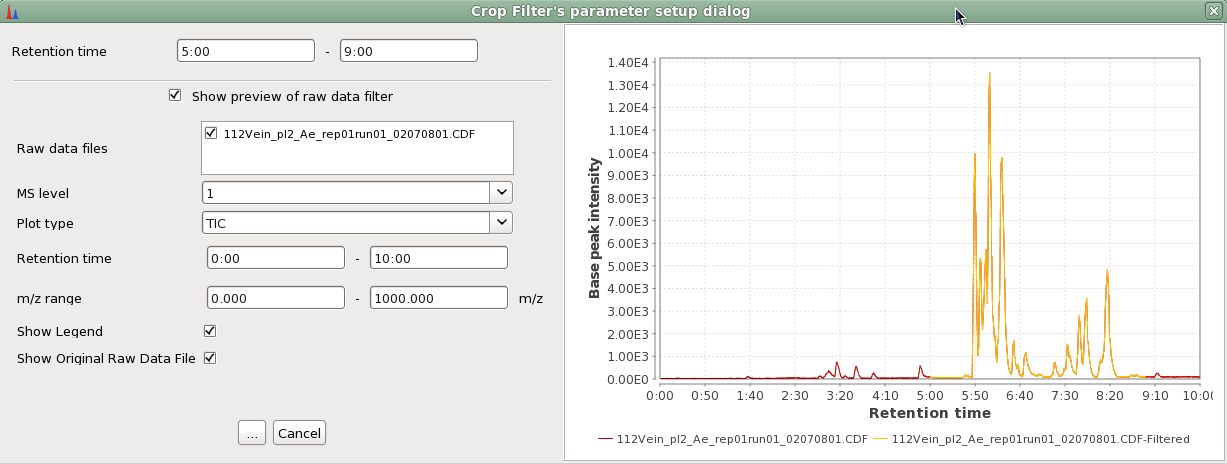 Crop Filter's parameter setup dialog
Retention time 5:00 - 9:00
Show preview of raw data filter
Raw data files 112Vein_pl2_Ae_rep01run01_02070801.CDF
MS level 1
Plot type TIC
Retention time 0:00 - 10:00
m/z range 0.000 - 1000.000 m/z
Show Legend
Show Original Raw Data File
... Cancel
Base peak intensity
1.40E4
1.30E4
1.20E4
1.10E4
1.00E4
9.00E3
8.00E3
7.00E3
6.00E3
5.00E3
4.00E3
3.00E3
2.00E3
1.00E3
0.00E0
0:00 0:50 1:40 2:30 3:20 4:10 5:00 5:50 6:40 7:30 8:20 9:10 10:00
Retention time
112Vein_pl2_Ae_rep01run01_02070801.CDF 112Vein_pl2_Ae_rep01run01_02070801.CDF-Filtered